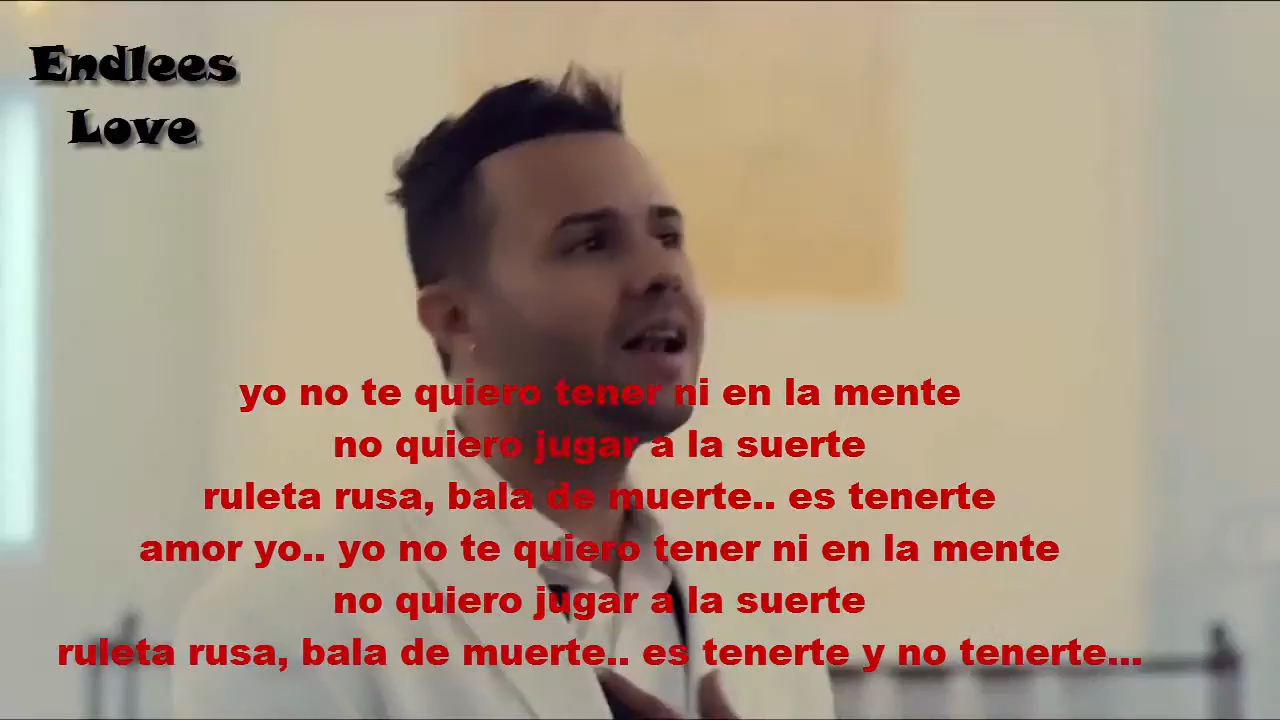 Endlees
Love
yo no te quiero tener ni en la mente
no quiero jugar a la suerte
ruleta rusa, bala de muerte.. es tenerte
amor yo.. yo no te quiero tener ni en la mente
no quiero jugar a la suerte
ruleta rusa, bala de muerte.. es tenerte y no tenerte...